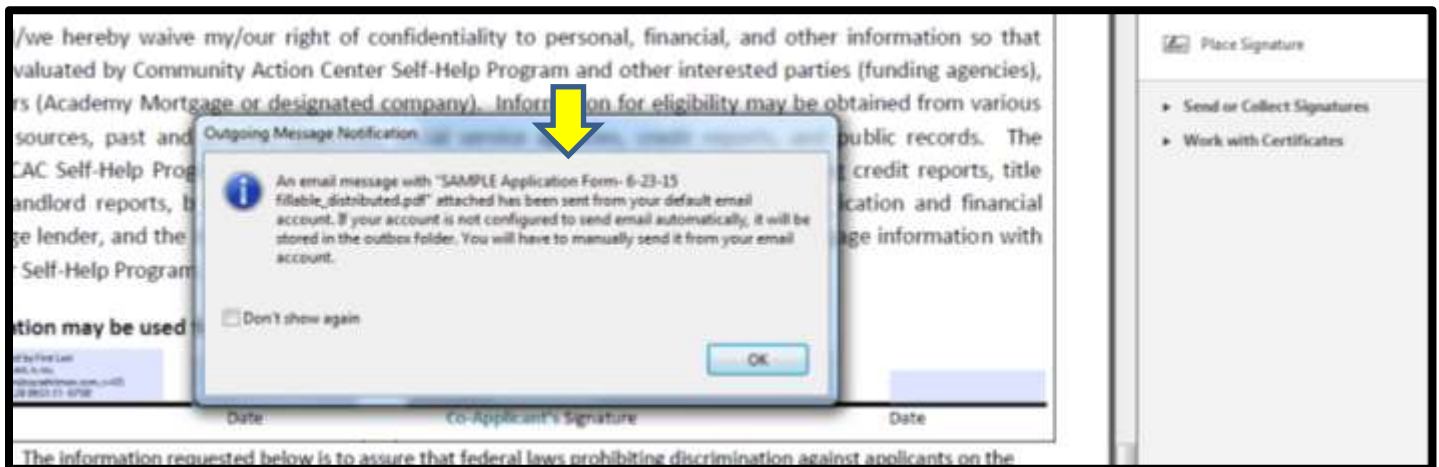 /we hereby waive my/our right of confidentiality to personal, financial, and other information so that
valuated by Community Action Center Self-Help Program and other interested parties (funding agencies),
rs (Academy Mortgage or designated company). Information for eligibility may be obtained from various
sources, past and service credit reports, and public records. The
CAC Self-Help Prog credit reports, title
andlord reports, b ication and financial
ge lender, and the age information with
Self-Help Program
Outgoing Message Notification
An email message with "SAMPLE Application Form- 6-23-15
fillable_distributed.pdf" attached has been sent from your default email
account. If your account is not configured to send email automatically, it will be
stored in the outbox folder. You will have to manually send it from your email
account.
Don't show again
OK
ation may be used
Date Co-Applicant's Signature Date
The information requested below is to assure that federal laws prohibiting discrimination against applicants on the
Place Signature
Send or Collect Signatures
Work with Certificates